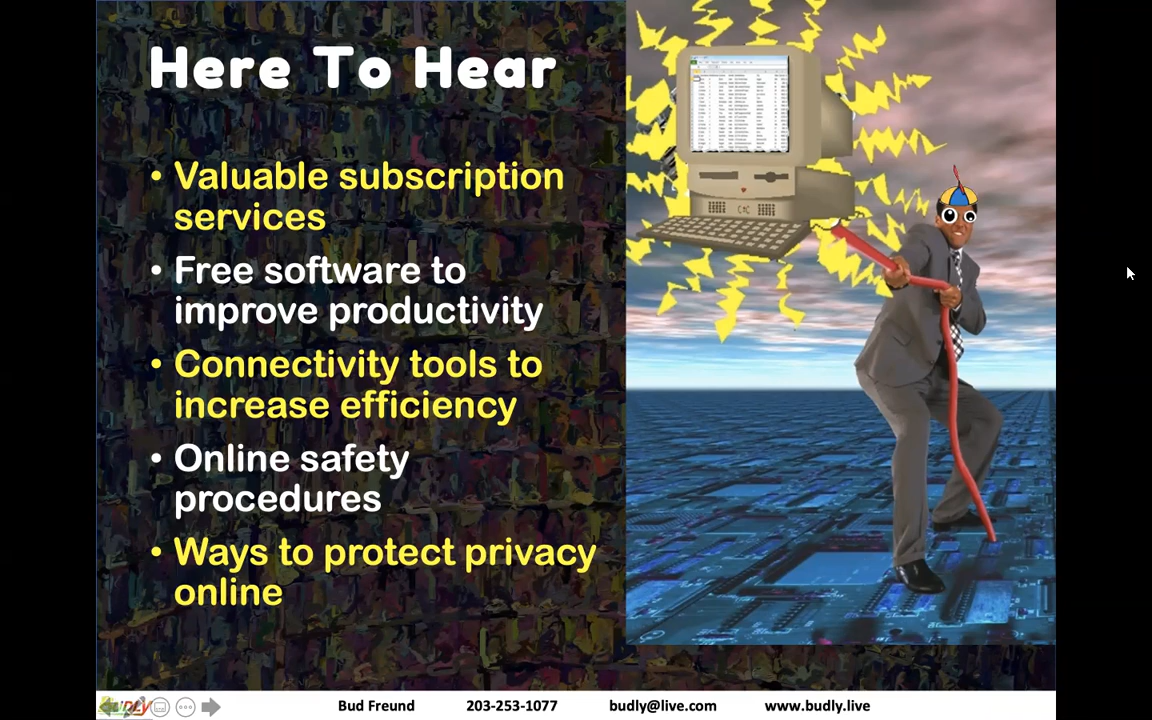 Here To Hear
• Valuable subscription
services
• Free software to
improve productivity
• Connectivity tools to
increase efficiency
• Online safety
procedures
• Ways to protect privacy
online
Bud Freund 203-253-1077 budly@live.com www.budly.live